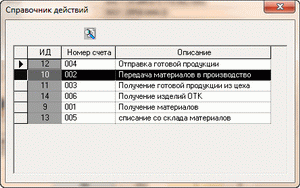 Справочник действий
ИД Номер счета Описание
12 004 Отправка готовой продукции
10 002 Передача материалов в производство
11 003 Получение готовой продукции из цеха
14 006 Получение изделий ОТК
9 001 Получение материалов
13 005 списание со склада материалов